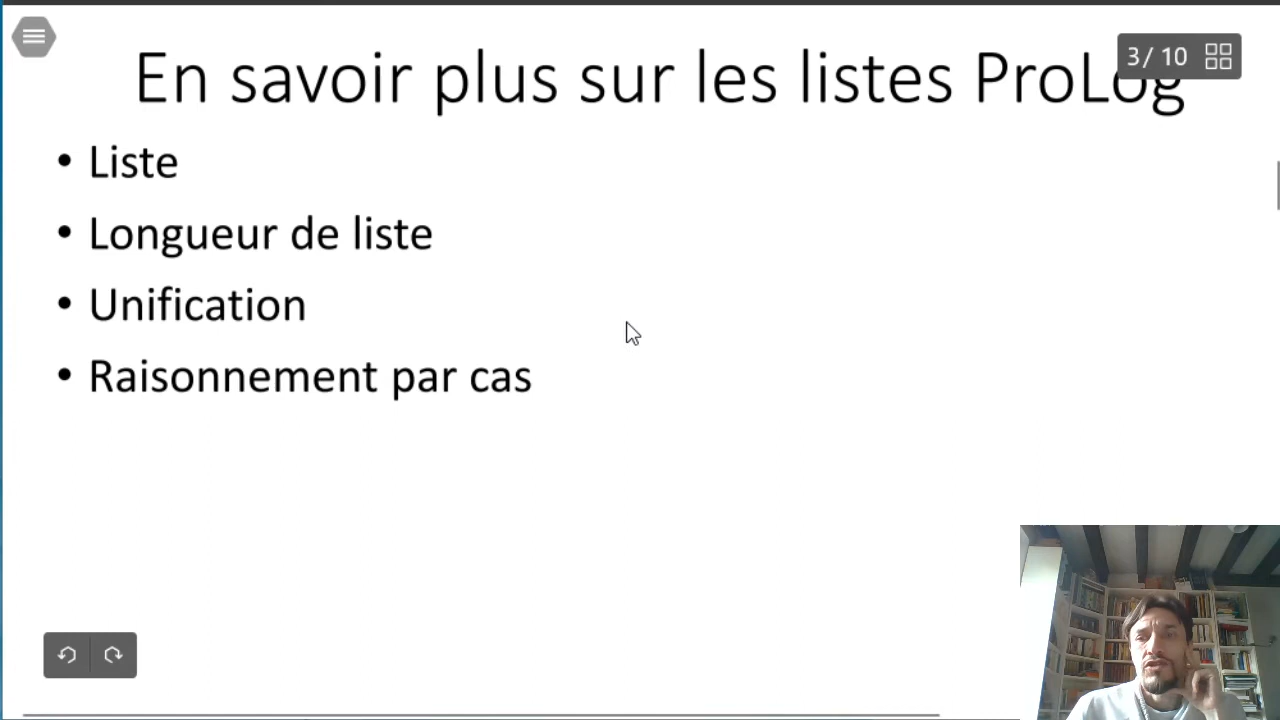 En savoir plus sur les listes ProLog
3/ 10
• Liste
• Longueur de liste
• Unification
• Raisonnement par cas